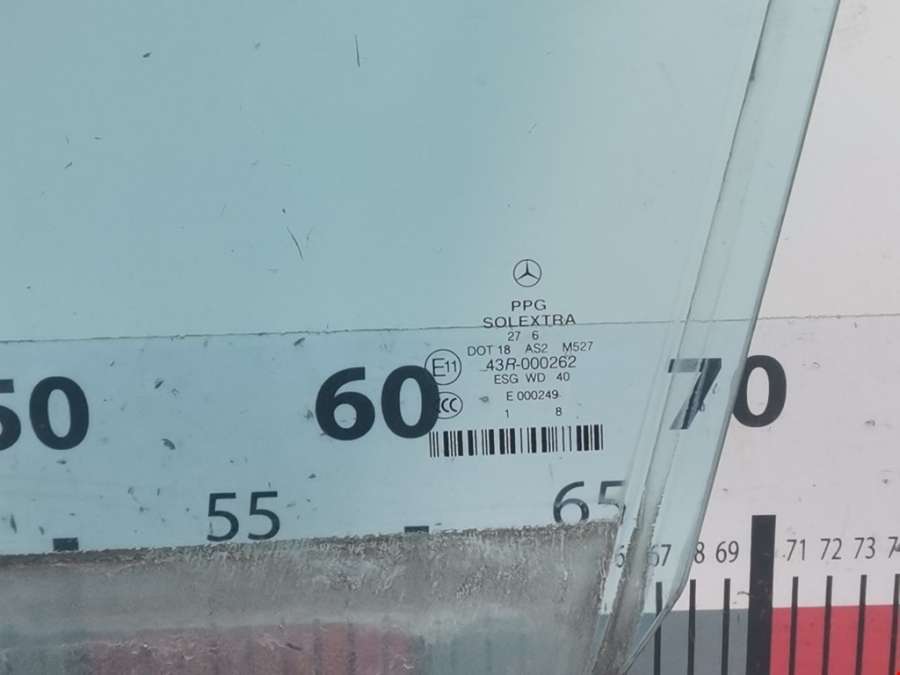 PPG
SOLEXTRA
27 6
DOT 18 AS2 M527
E11 43R-000262
ESG WD 40
CCC E 000249
1 8
50 60 70
55 65
67 68 69 71 72 73